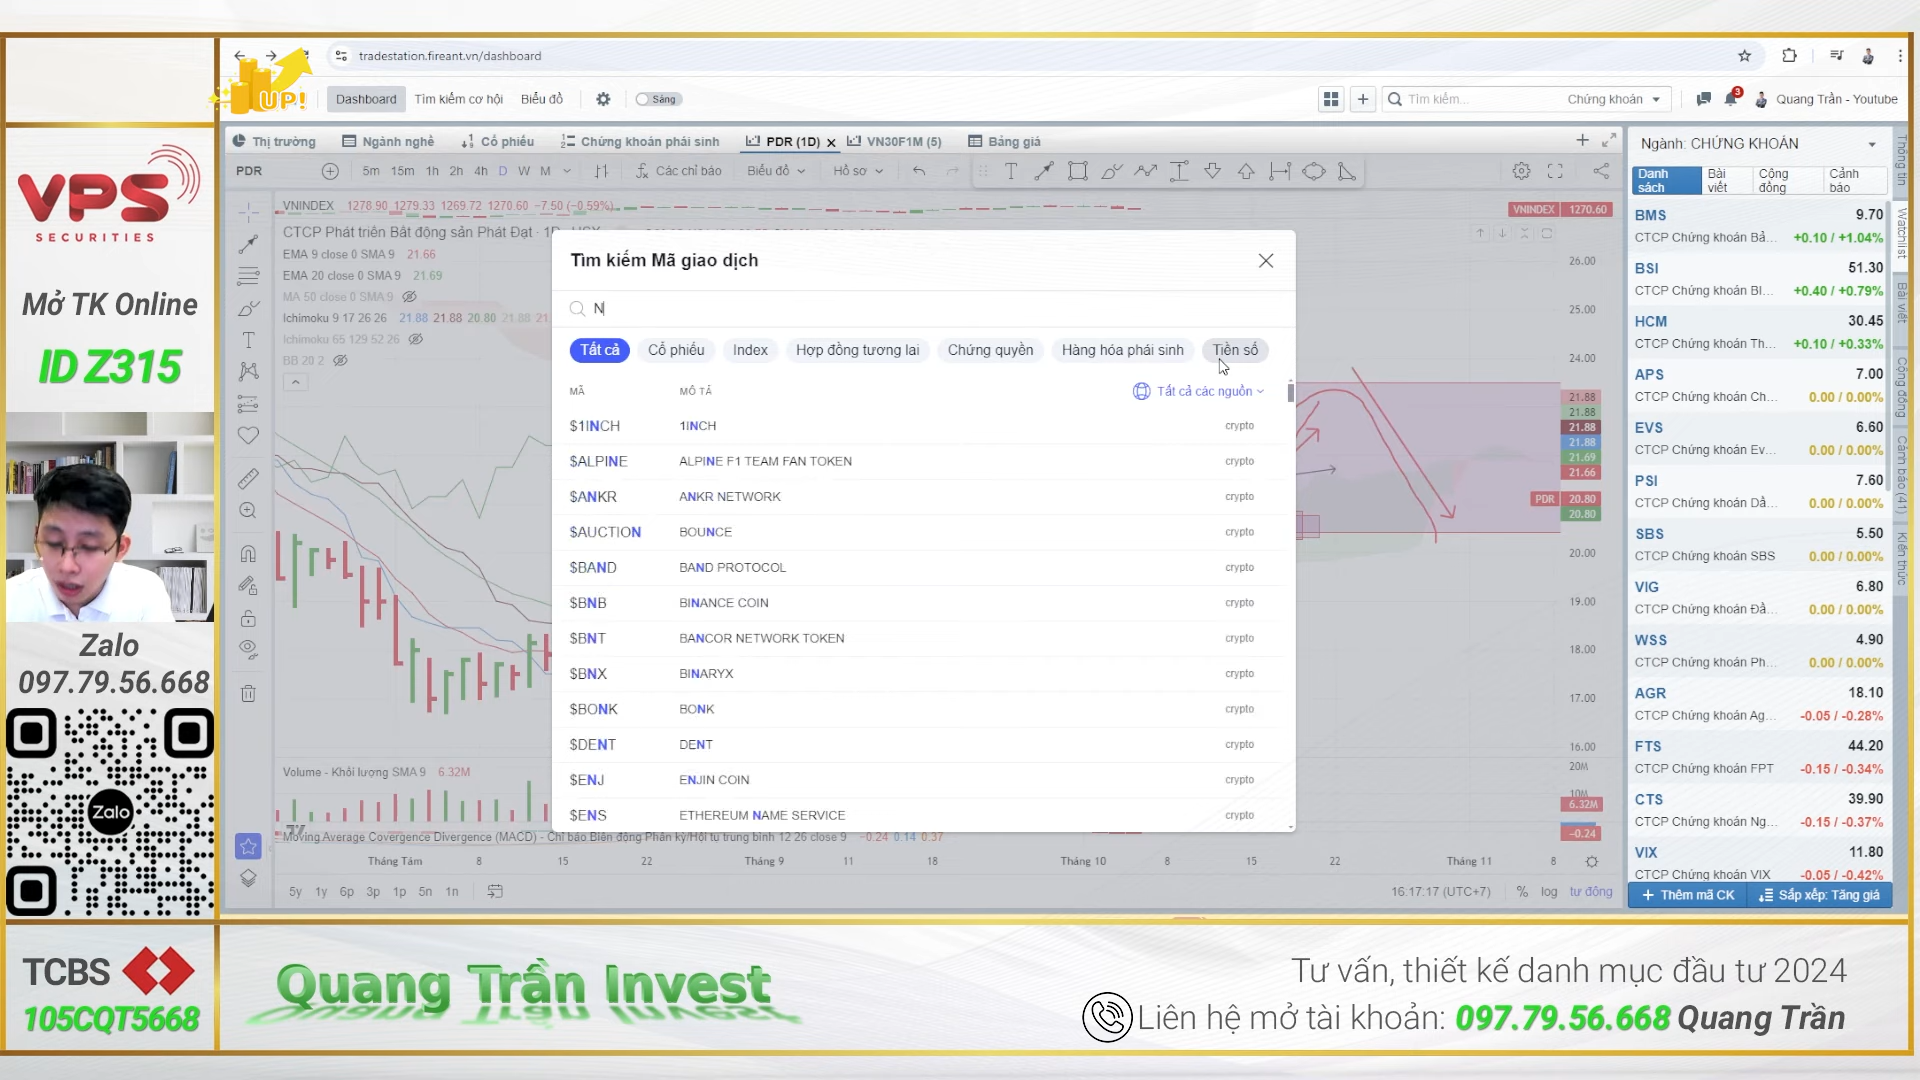 tradestation.fireant.vn/dashboard
UP!
Dashboard
Tìm kiếm cơ hội
Biểu đồ
Sáng
Tìm kiếm...
Chứng khoán
3
Quang Trần - Youtube
Thị trường
Ngành nghề
Cổ phiếu
Chứng khoán phái sinh
PDR (1D)
VN30F1M (5)
Bảng giá
PDR
5m 15m 1h 2h 4h D W M
Các chỉ báo
Biểu đồ
Hồ sơ
VNINDEX 1278.90 1279.33 1269.72 1270.60 −7.50 (−0.59%)
VNINDEX 1270.60
CTCP Phát triển Bất động sản Phát Đạt · 1D
EMA 9 close 0 SMA 9 21.66
EMA 20 close 0 SMA 9 21.69
MA 50 close 0 SMA 9
Ichimoku 9 17 26 26 21.88 21.88 20.80 21.88
Ichimoku 65 129 52 26
BB 20 2
Tìm kiếm Mã giao dịch
N
Tất cả
Cổ phiếu
Index
Hợp đồng tương lai
Chứng quyền
Hàng hóa phái sinh
Tiền số
MÃ
MÔ TẢ
Tất cả các nguồn
$1INCH 1INCH crypto
$ALPINE ALPINE F1 TEAM FAN TOKEN crypto
$ANKR ANKR NETWORK crypto
$AUCTION BOUNCE crypto
$BAND BAND PROTOCOL crypto
$BNB BINANCE COIN crypto
$BNT BANCOR NETWORK TOKEN crypto
$BNX BINARYX crypto
$BONK BONK crypto
$DENT DENT crypto
$ENJ ENJIN COIN crypto
$ENS ETHEREUM NAME SERVICE crypto
26.00
25.00
24.00
21.88
21.88
21.88
21.88
21.69
21.66
PDR 20.80
20.80
20.00
19.00
18.00
17.00
16.00
20M
10M
6.32M
-0.24
Volume - Khối lượng SMA 9 6.32M
Moving Average Covergence Divergence (MACD) - Chỉ báo Biến động Phân kỳ/Hội tụ trung bình 12 26 close 9 −0.24 0.14 0.37
Tháng Tám 8 15 22 Tháng 9 11 18 Tháng 10 8 15 22 Tháng 11 8
5y 1y 6p 3p 1p 5n 1n
16:17:17 (UTC+7)
% log tự động
Ngành: CHỨNG KHOÁN
Danh sách
Bài viết
Cộng đồng
Cảnh báo
BMS 9.70
CTCP Chứng khoán Bả... +0.10 / +1.04%
BSI 51.30
CTCP Chứng khoán BI... +0.40 / +0.79%
HCM 30.45
CTCP Chứng khoán Th... +0.10 / +0.33%
APS 7.00
CTCP Chứng khoán Ch... 0.00 / 0.00%
EVS 6.60
CTCP Chứng khoán Ev... 0.00 / 0.00%
PSI 7.60
CTCP Chứng khoán Dầ... 0.00 / 0.00%
SBS 5.50
CTCP Chứng khoán SBS 0.00 / 0.00%
VIG 6.80
CTCP Chứng khoán Đầ... 0.00 / 0.00%
WSS 4.90
CTCP Chứng khoán Ph... 0.00 / 0.00%
AGR 18.10
CTCP Chứng khoán Ag... -0.05 / -0.28%
FTS 44.20
CTCP Chứng khoán FPT -0.15 / -0.34%
CTS 39.90
CTCP Chứng khoán Ng... -0.15 / -0.37%
VIX 11.80
CTCP Chứng khoán VIX -0.05 / -0.42%
Thêm mã CK
Sắp xếp: Tăng giá
Thông tin
Watchlist
Bài viết
Cộng đồng
Cảnh báo (41)
Kiến thức
VPS
SECURITIES
Mở TK Online
ID Z315
Zalo
097.79.56.668
Zalo
TCBS
105CQT5668
Quang Trần Invest
Tư vấn, thiết kế danh mục đầu tư 2024
Liên hệ mở tài khoản: 097.79.56.668 Quang Trần